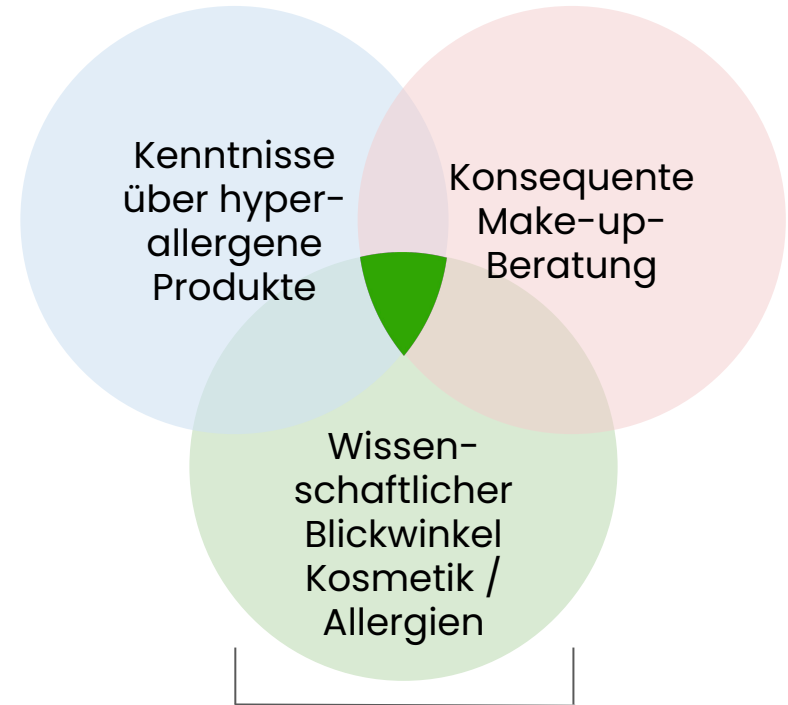 Kenntnisse
über hyper-
allergene
Produkte
Konsequente
Make-up-
Beratung
Wissen-
schaftlicher
Blickwinkel
Kosmetik /
Allergien